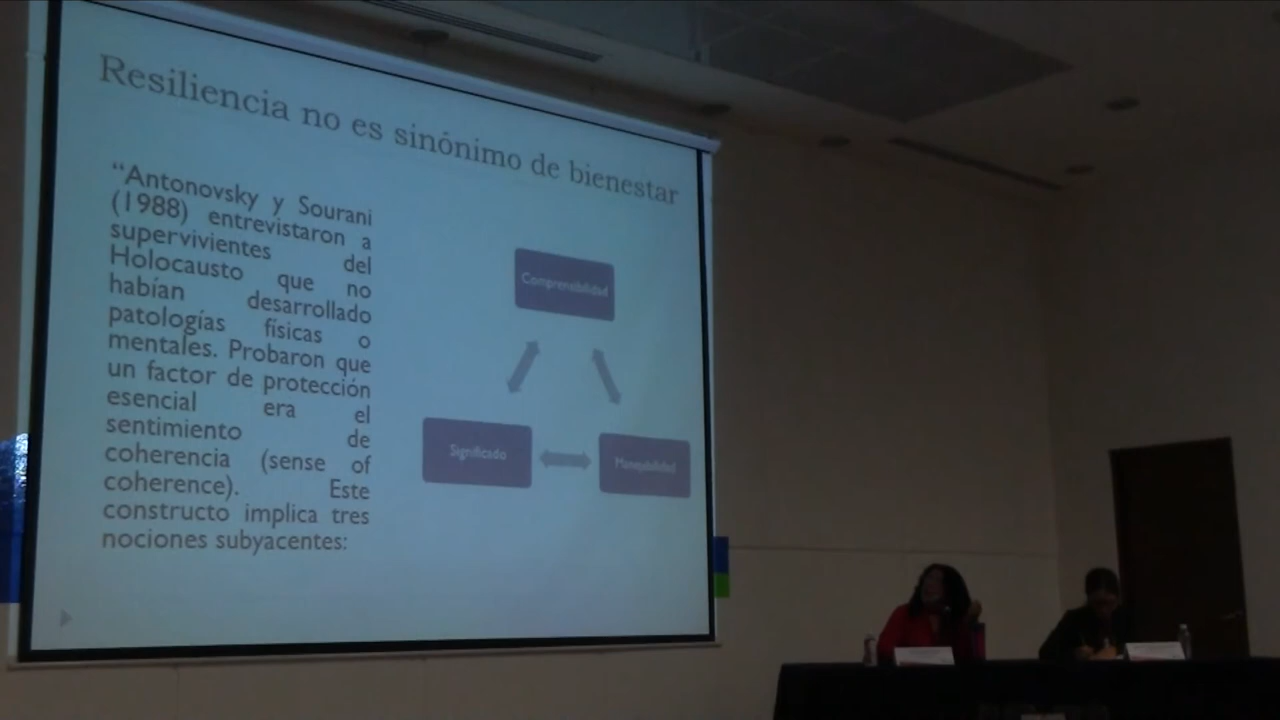 Resiliencia no es sinónimo de bienestar
“Antonovsky y Sourani
(1988) entrevistaron a
supervivientes del
Holocausto que no
habían desarrollado
patologías físicas o
mentales. Probaron que
un factor de protección
esencial era el
sentimiento de
coherencia (sense of
coherence). Este
constructo implica tres
nociones subyacentes:
Comprensibilidad
Significado
Manejabilidad